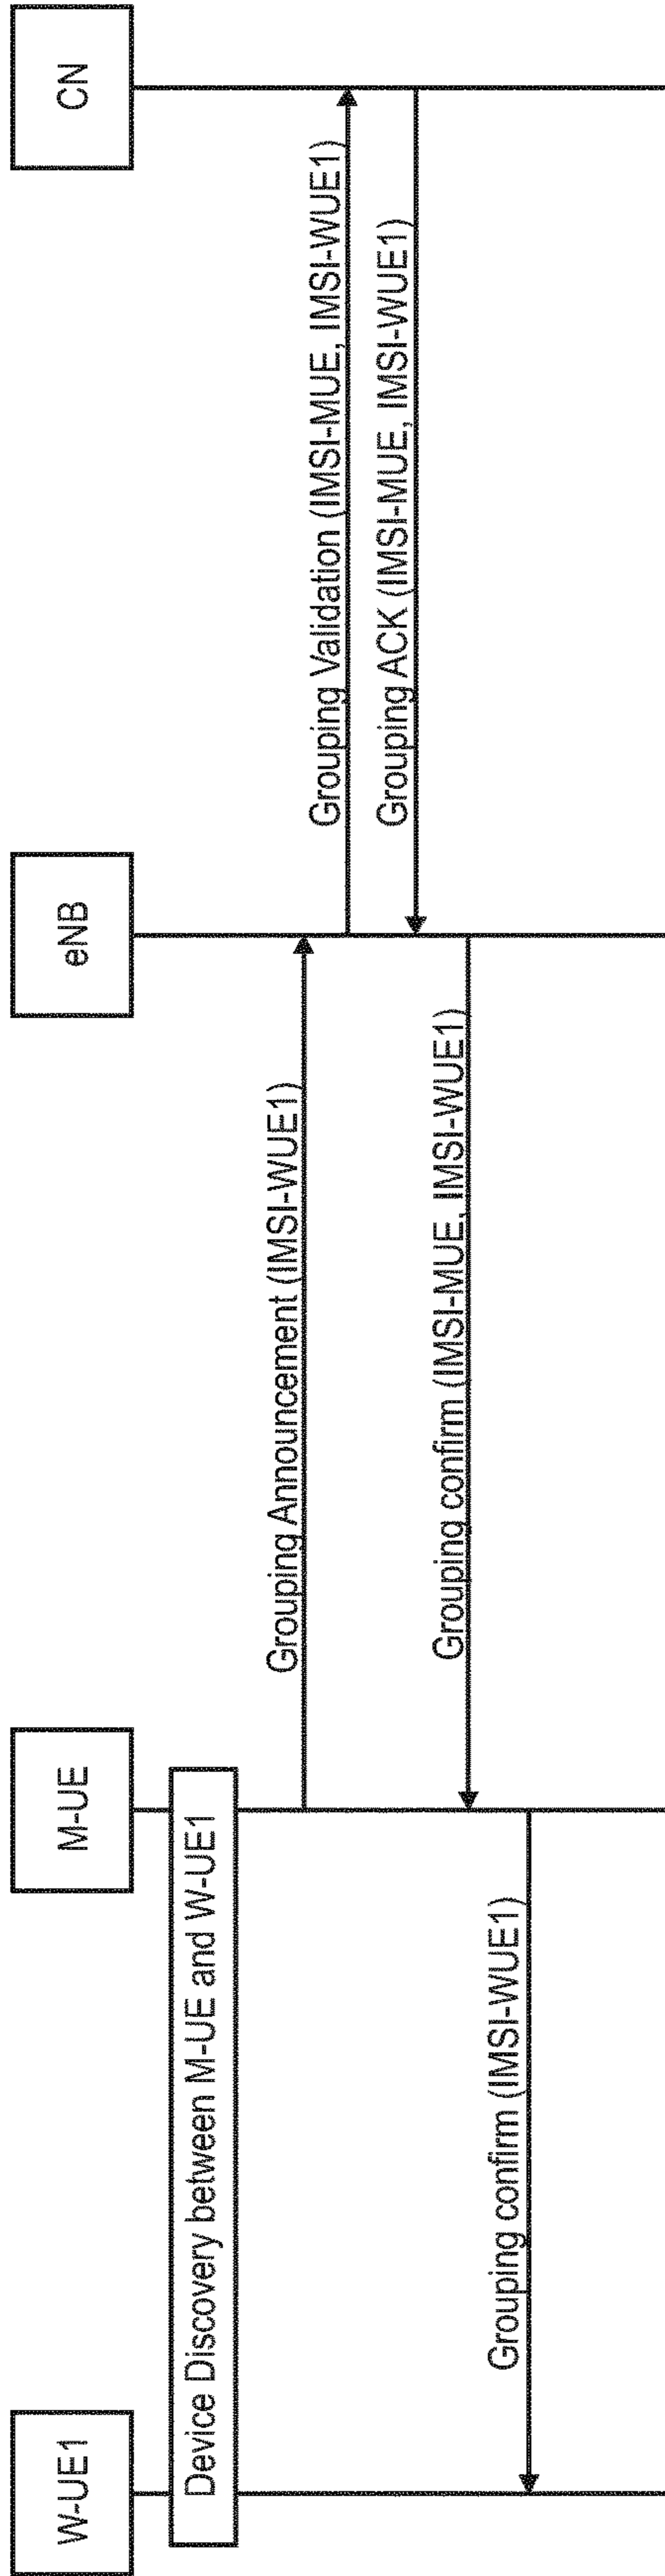 W-UE1
M-UE
eNB
CN
Device Discovery between M-UE and W-UE1
Grouping Announcement (IMSI-WUE1)
Grouping Validation (IMSI-MUE, IMSI-WUE1)
Grouping ACK (IMSI-MUE, IMSI-WUE1)
Grouping confirm (IMSI-MUE, IMSI-WUE1)
Grouping confirm (IMSI-WUE1)